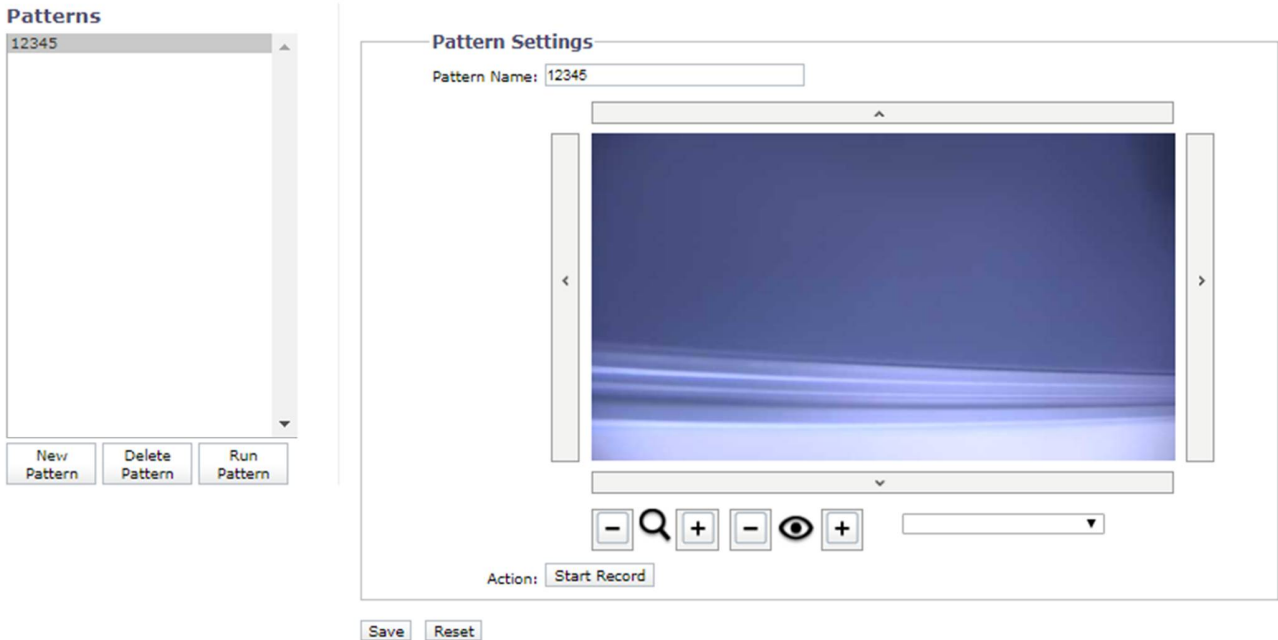 Patterns
12345
New
Pattern
Delete
Pattern
Run
Pattern
Pattern Settings
Pattern Name: 12345
Action: Start Record
Save Reset